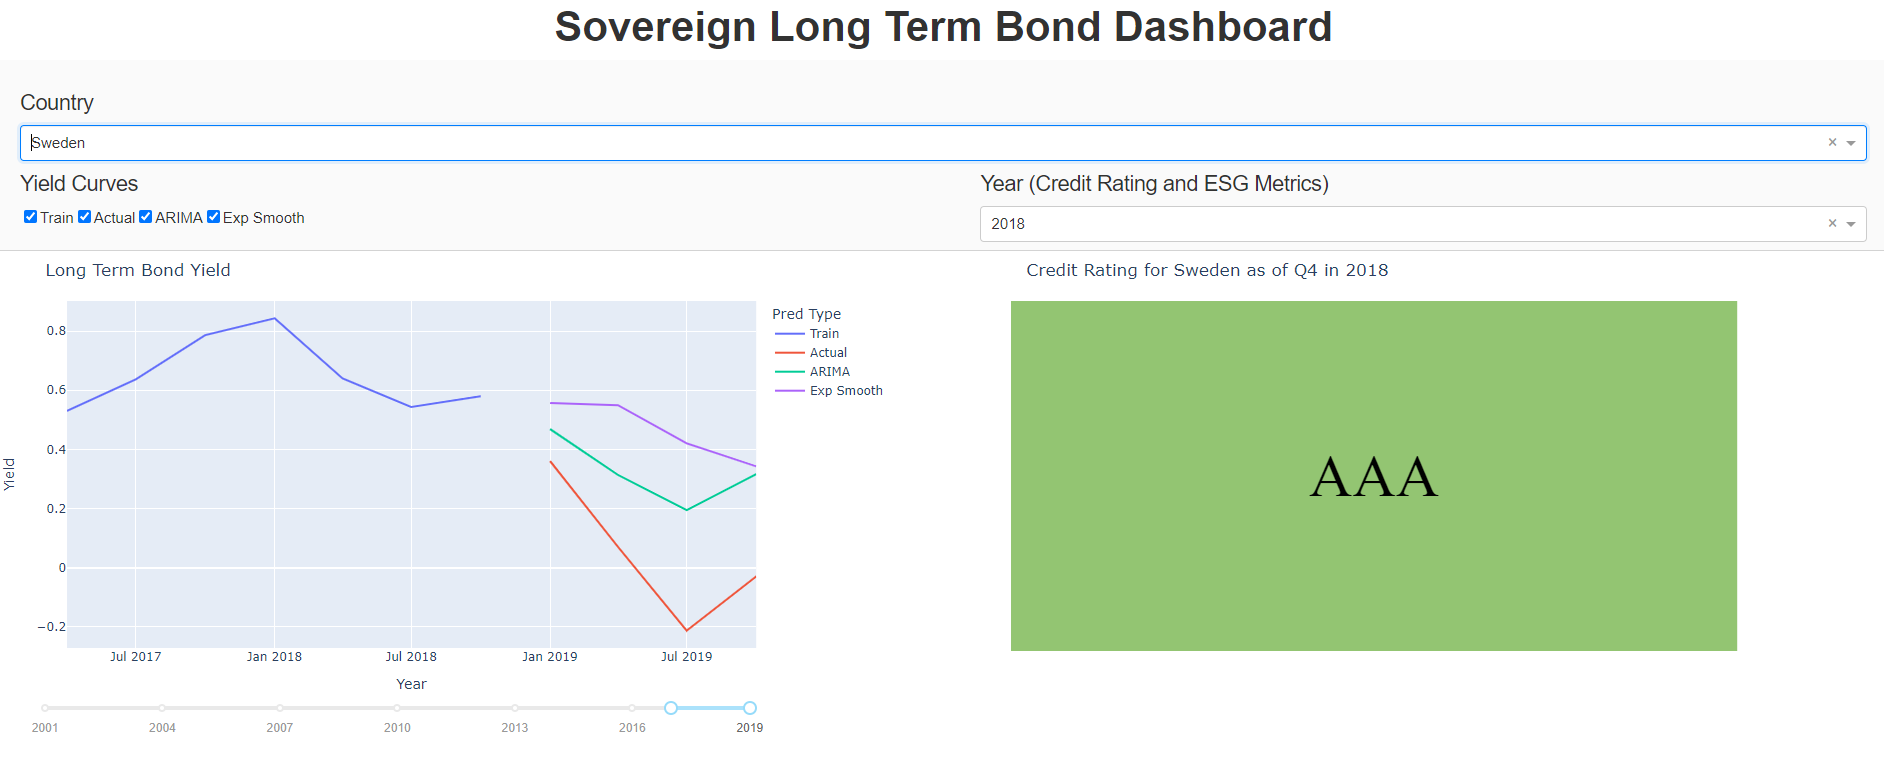 Sovereign Long Term Bond Dashboard
Country
Sweden
Yield Curves
Train Actual ARIMA Exp Smooth
Year (Credit Rating and ESG Metrics)
2018
Long Term Bond Yield
0.8
0.6
0.4
0.2
0
−0.2
Yield
Jul 2017 Jan 2018 Jul 2018 Jan 2019 Jul 2019
Year
Pred Type
Train
Actual
ARIMA
Exp Smooth
2001 2004 2007 2010 2013 2016 2019
Credit Rating for Sweden as of Q4 in 2018
AAA